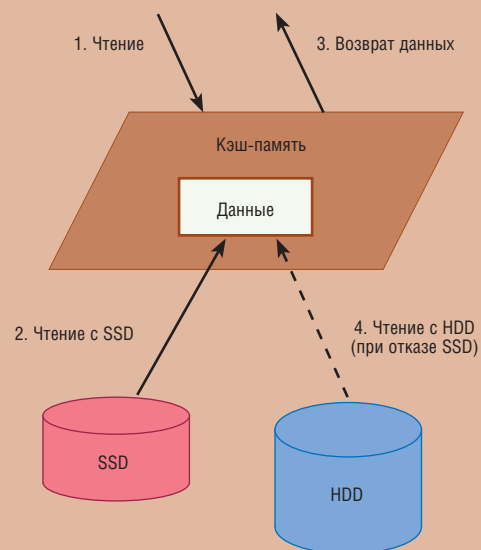 1. Чтение
3. Возврат данных
Кэш-память
Данные
2. Чтение с SSD
4. Чтение с HDD
(при отказе SSD)
SSD
HDD